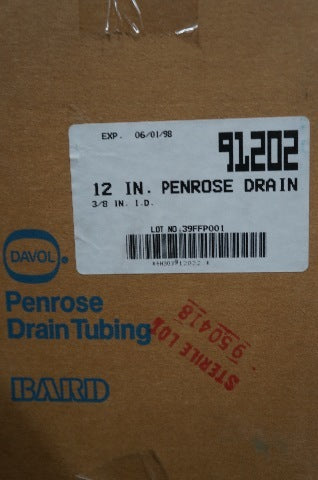 EXP. 06/01/98
91202
12 IN. PENROSE DRAIN
3/8 IN. I.D.
LOT NO.39FFP001
DAVOL
Penrose
Drain Tubing
STERILE LOT
950418
BARD